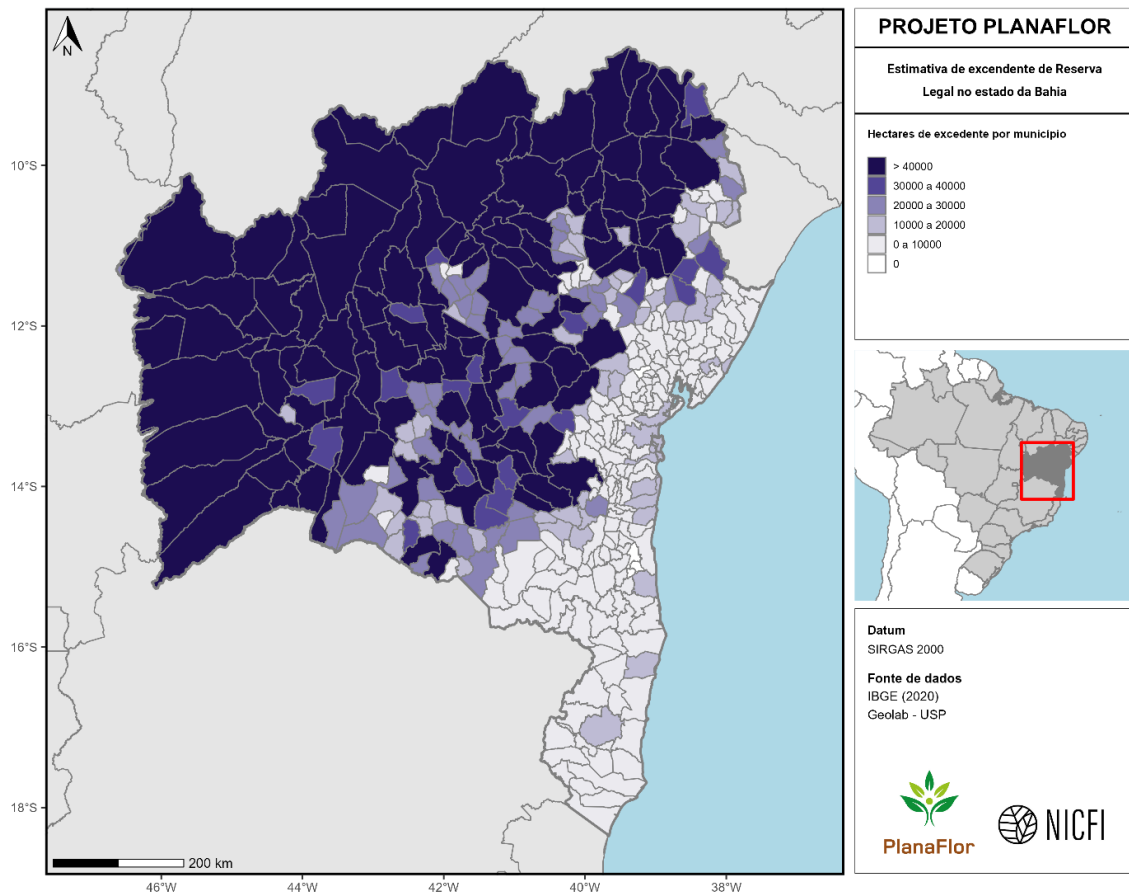 PROJETO PLANAFLOR
Estimativa de excendente de Reserva
Legal no estado da Bahia
Hectares de excedente por municipio
> 40000
30000 a 40000
20000 a 30000
10000 a 20000
0 a 10000
0
N
10°S
12°S
14°S
16°S
18°S
200 km
46°W
44°W
42°W
40°W
38°W
Datum
SIRGAS 2000
Fonte de dados
IBGE (2020)
Geolab - USP
PlanaFlor
NICFI